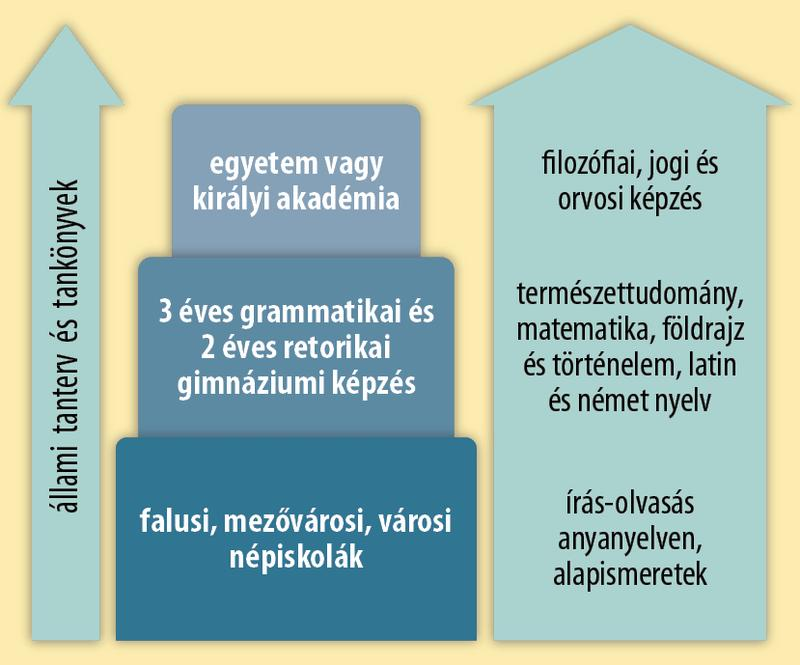 állami tanterv és tankönyvek
egyetem vagy
királyi akadémia
filozófiai, jogi és
orvosi képzés
3 éves grammatikai és
2 éves retorikai
gimnáziumi képzés
természettudomány,
matematika, földrajz
és történelem, latin
és német nyelv
falusi, mezővárosi, városi
népiskolák
írás-olvasás
anyanyelven,
alapismeretek